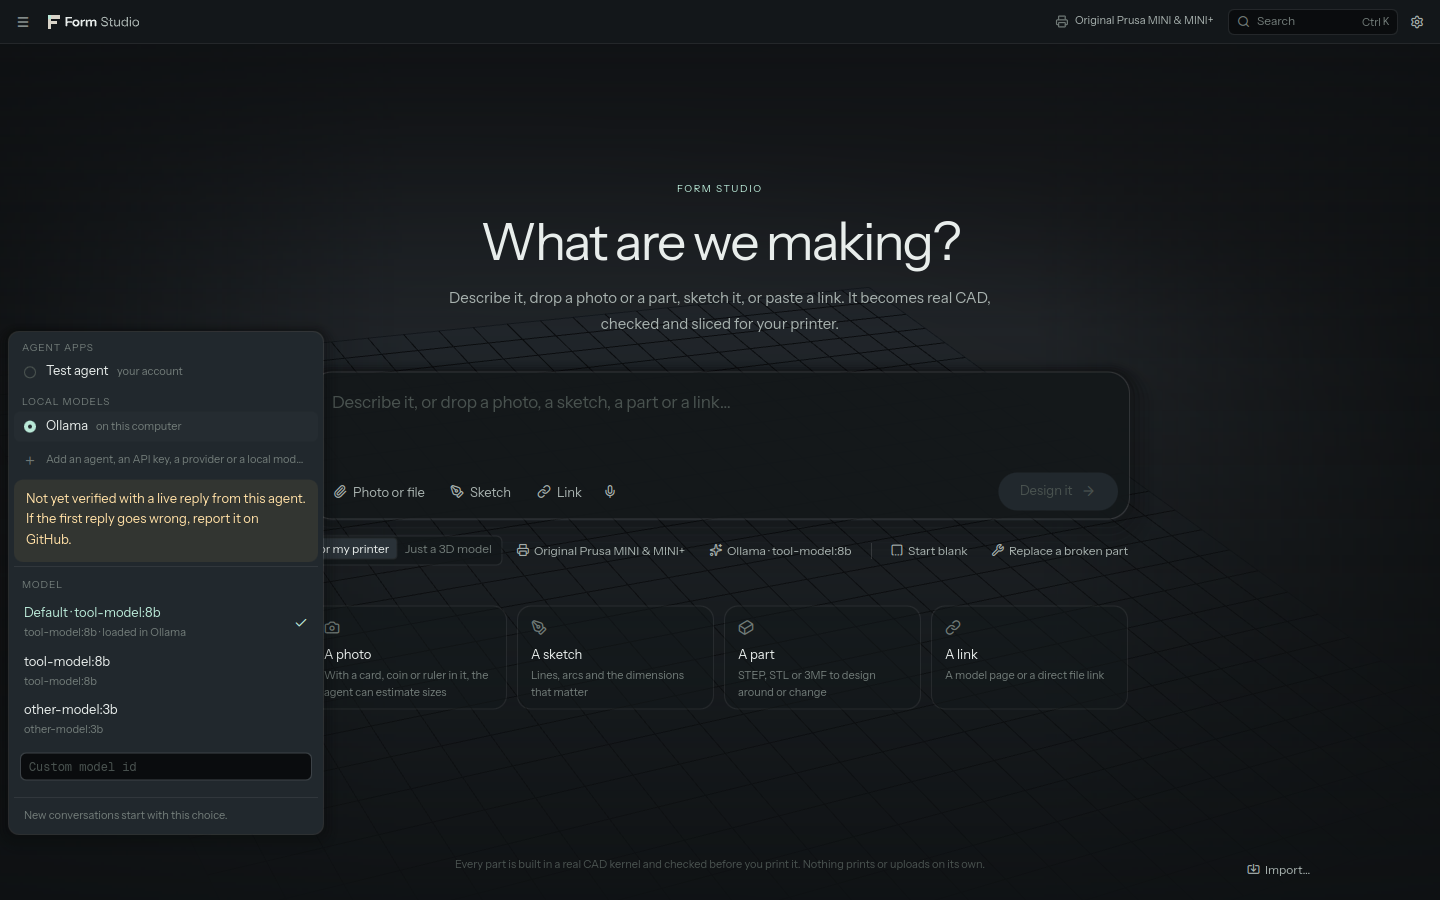 Form Studio
Original Prusa MINI & MINI+
Search
Ctrl K
FORM STUDIO
What are we making?
Describe it, drop a photo or a part, sketch it, or paste a link. It becomes real CAD,
checked and sliced for your printer.
AGENT APPS
Test agent your account
LOCAL MODELS
Ollama on this computer
Add an agent, an API key, a provider or a local mod...
Not yet verified with a live reply from this agent.
If the first reply goes wrong, report it on
GitHub.
MODEL
Default · tool-model:8b
tool-model:8b · loaded in Ollama
tool-model:8b
tool-model:8b
other-model:3b
other-model:3b
Custom model id
New conversations start with this choice.
Describe it, or drop a photo, a sketch, a part or a link...
Photo or file
Sketch
Link
Design it
or my printer
Just a 3D model
Original Prusa MINI & MINI+
Ollama · tool-model:8b
Start blank
Replace a broken part
A photo
With a card, coin or ruler in it, the
agent can estimate sizes
A sketch
Lines, arcs and the dimensions
that matter
A part
STEP, STL or 3MF to design
around or change
A link
A model page or a direct file link
Every part is built in a real CAD kernel and checked before you print it. Nothing prints or uploads on its own.
Import...